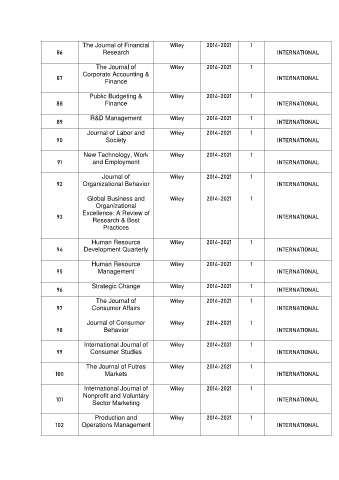 86 The Journal of Financial Wiley 2014-2021 1 INTERNATIONAL
Research
87 The Journal of Wiley 2014-2021 1 INTERNATIONAL
Corporate Accounting &
Finance
88 Public Budgeting & Wiley 2014-2021 1 INTERNATIONAL
Finance
89 R&D Management Wiley 2014-2021 1 INTERNATIONAL
90 Journal of Labor and Wiley 2014-2021 1 INTERNATIONAL
Society
91 New Technology, Work Wiley 2014-2021 1 INTERNATIONAL
and Employment
92 Journal of Wiley 2014-2021 1 INTERNATIONAL
Organizational Behavior
93 Global Business and Wiley 2014-2021 1 INTERNATIONAL
Organizational
Excellence: A Review of
Research & Best
Practices
94 Human Resource Wiley 2014-2021 1 INTERNATIONAL
Development Quarterly
95 Human Resource Wiley 2014-2021 1 INTERNATIONAL
Management
96 Strategic Change Wiley 2014-2021 1 INTERNATIONAL
97 The Journal of Wiley 2014-2021 1 INTERNATIONAL
Consumer Affairs
98 Journal of Consumer Wiley 2014-2021 1 INTERNATIONAL
Behavior
99 International Journal of Wiley 2014-2021 1 INTERNATIONAL
Consumer Studies
100 The Journal of Futres Wiley 2014-2021 1 INTERNATIONAL
Markets
101 International Journal of Wiley 2014-2021 1 INTERNATIONAL
Nonprofit and Voluntary
Sector Marketing
102 Production and Wiley 2014-2021 1 INTERNATIONAL
Operations Management